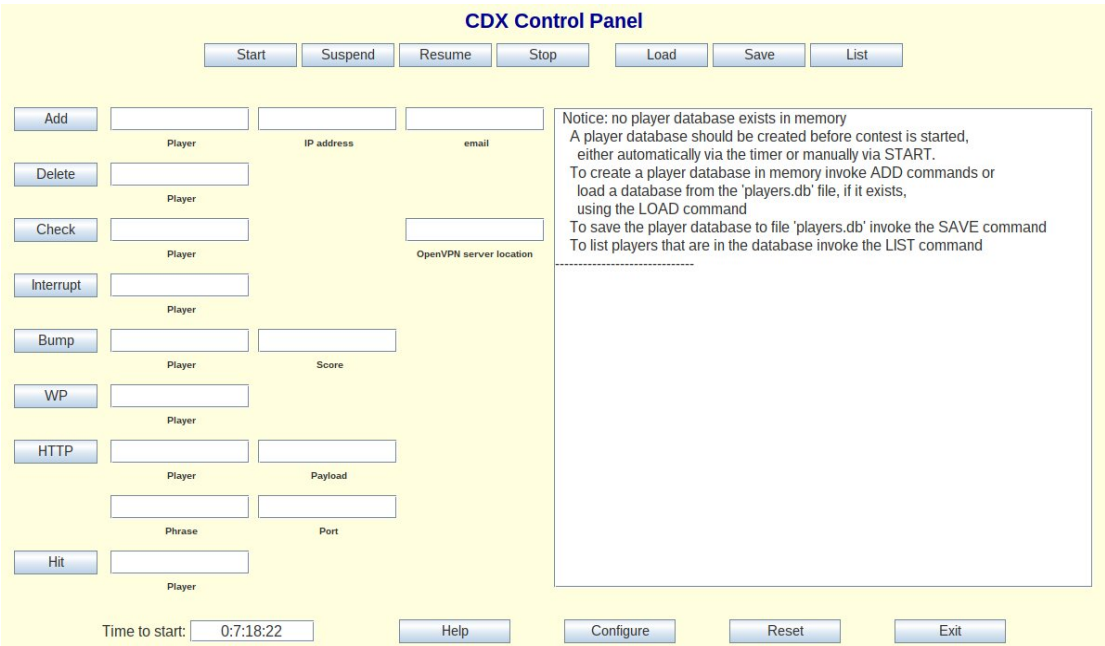 CDX Control Panel
Start Suspend Resume Stop Load Save List
Add
Player IP address email
Delete
Player
Check
Player OpenVPN server location
Interrupt
Player
Bump
Player Score
WP
Player
HTTP
Player Payload
Phrase Port
Hit
Player
Notice: no player database exists in memory
A player database should be created before contest is started,
either automatically via the timer or manually via START.
To create a player database in memory invoke ADD commands or
load a database from the 'players.db' file, if it exists,
using the LOAD command
To save the player database to file 'players.db' invoke the SAVE command
To list players that are in the database invoke the LIST command
------------------------------
Time to start: 0:7:18:22 Help Configure Reset Exit